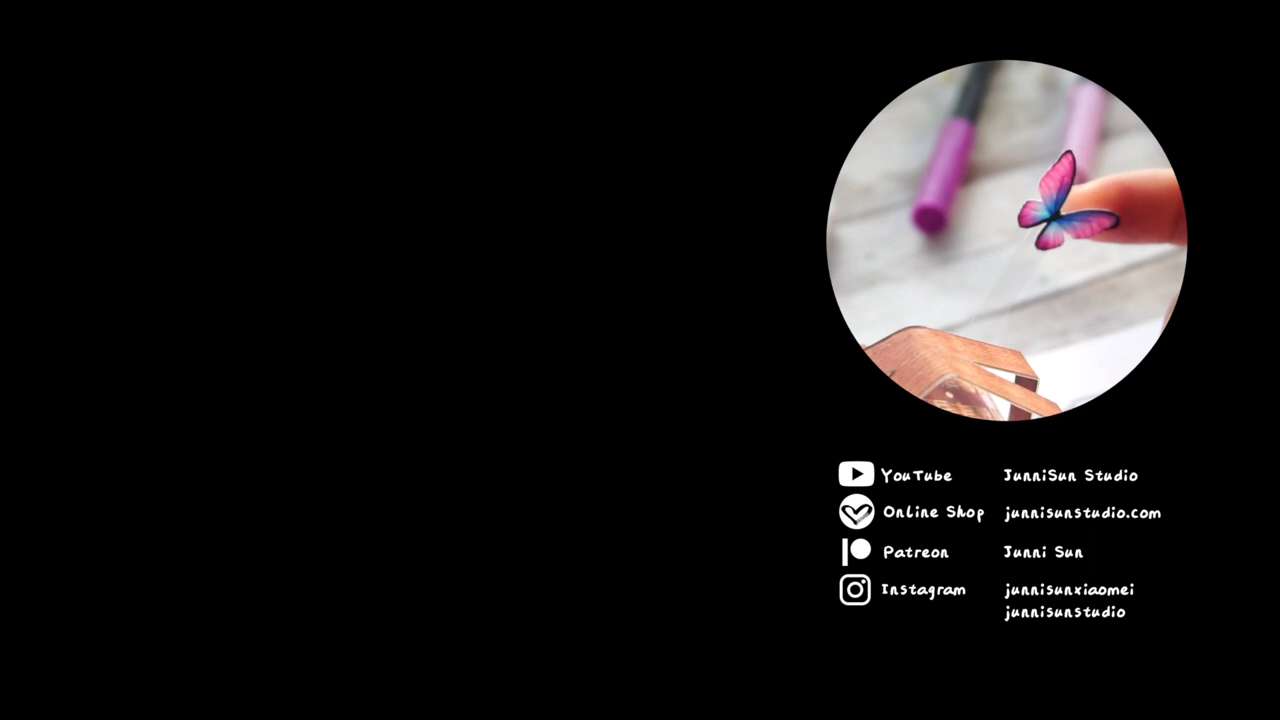 YouTube JunniSun Studio
Online Shop junnisunstudio.com
Patreon Junni Sun
Instagram junnisunxiaomei
junnisunstudio